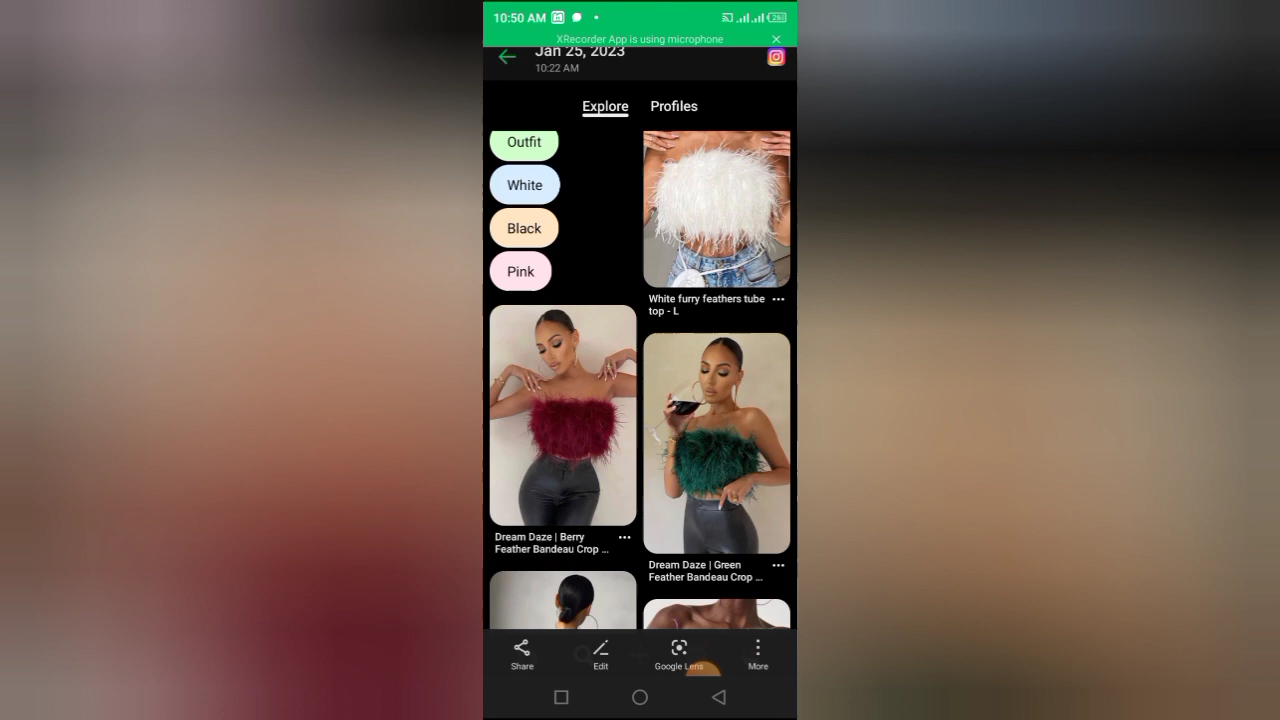 10:50 AM
28
XRecorder App is using microphone
Jan 25, 2023
10:22 AM
Explore Profiles
Outfit
White
Black
Pink
White furry feathers tube
top - L
Dream Daze | Berry
Feather Bandeau Crop ...
Dream Daze | Green
Feather Bandeau Crop ...
Share Edit Google Lens More